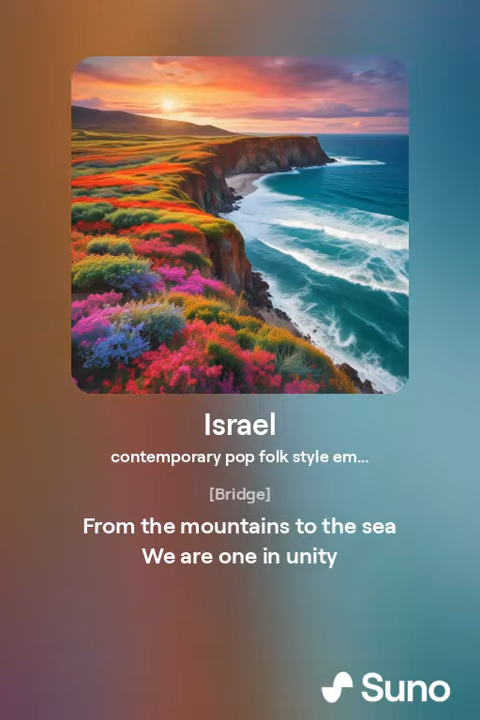 Israel
contemporary pop folk style em...
[Bridge]
From the mountains to the sea
We are one in unity
Suno